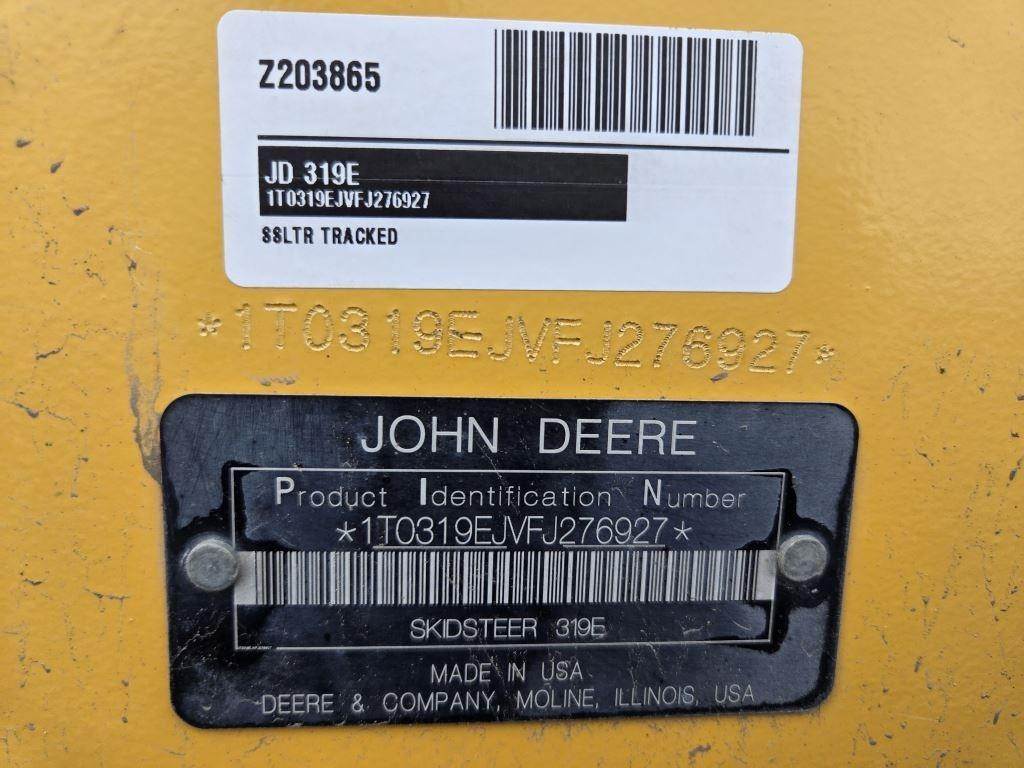 Z203865
JD 319E
1T0319EJVFJ276927
SSLTR TRACKED
*1T0319EJVFJ276927*
JOHN DEERE
Product Identification Number
*1T0319EJVFJ276927*
SKIDSTEER 319E
MADE IN USA
DEERE & COMPANY, MOLINE, ILLINOIS, USA